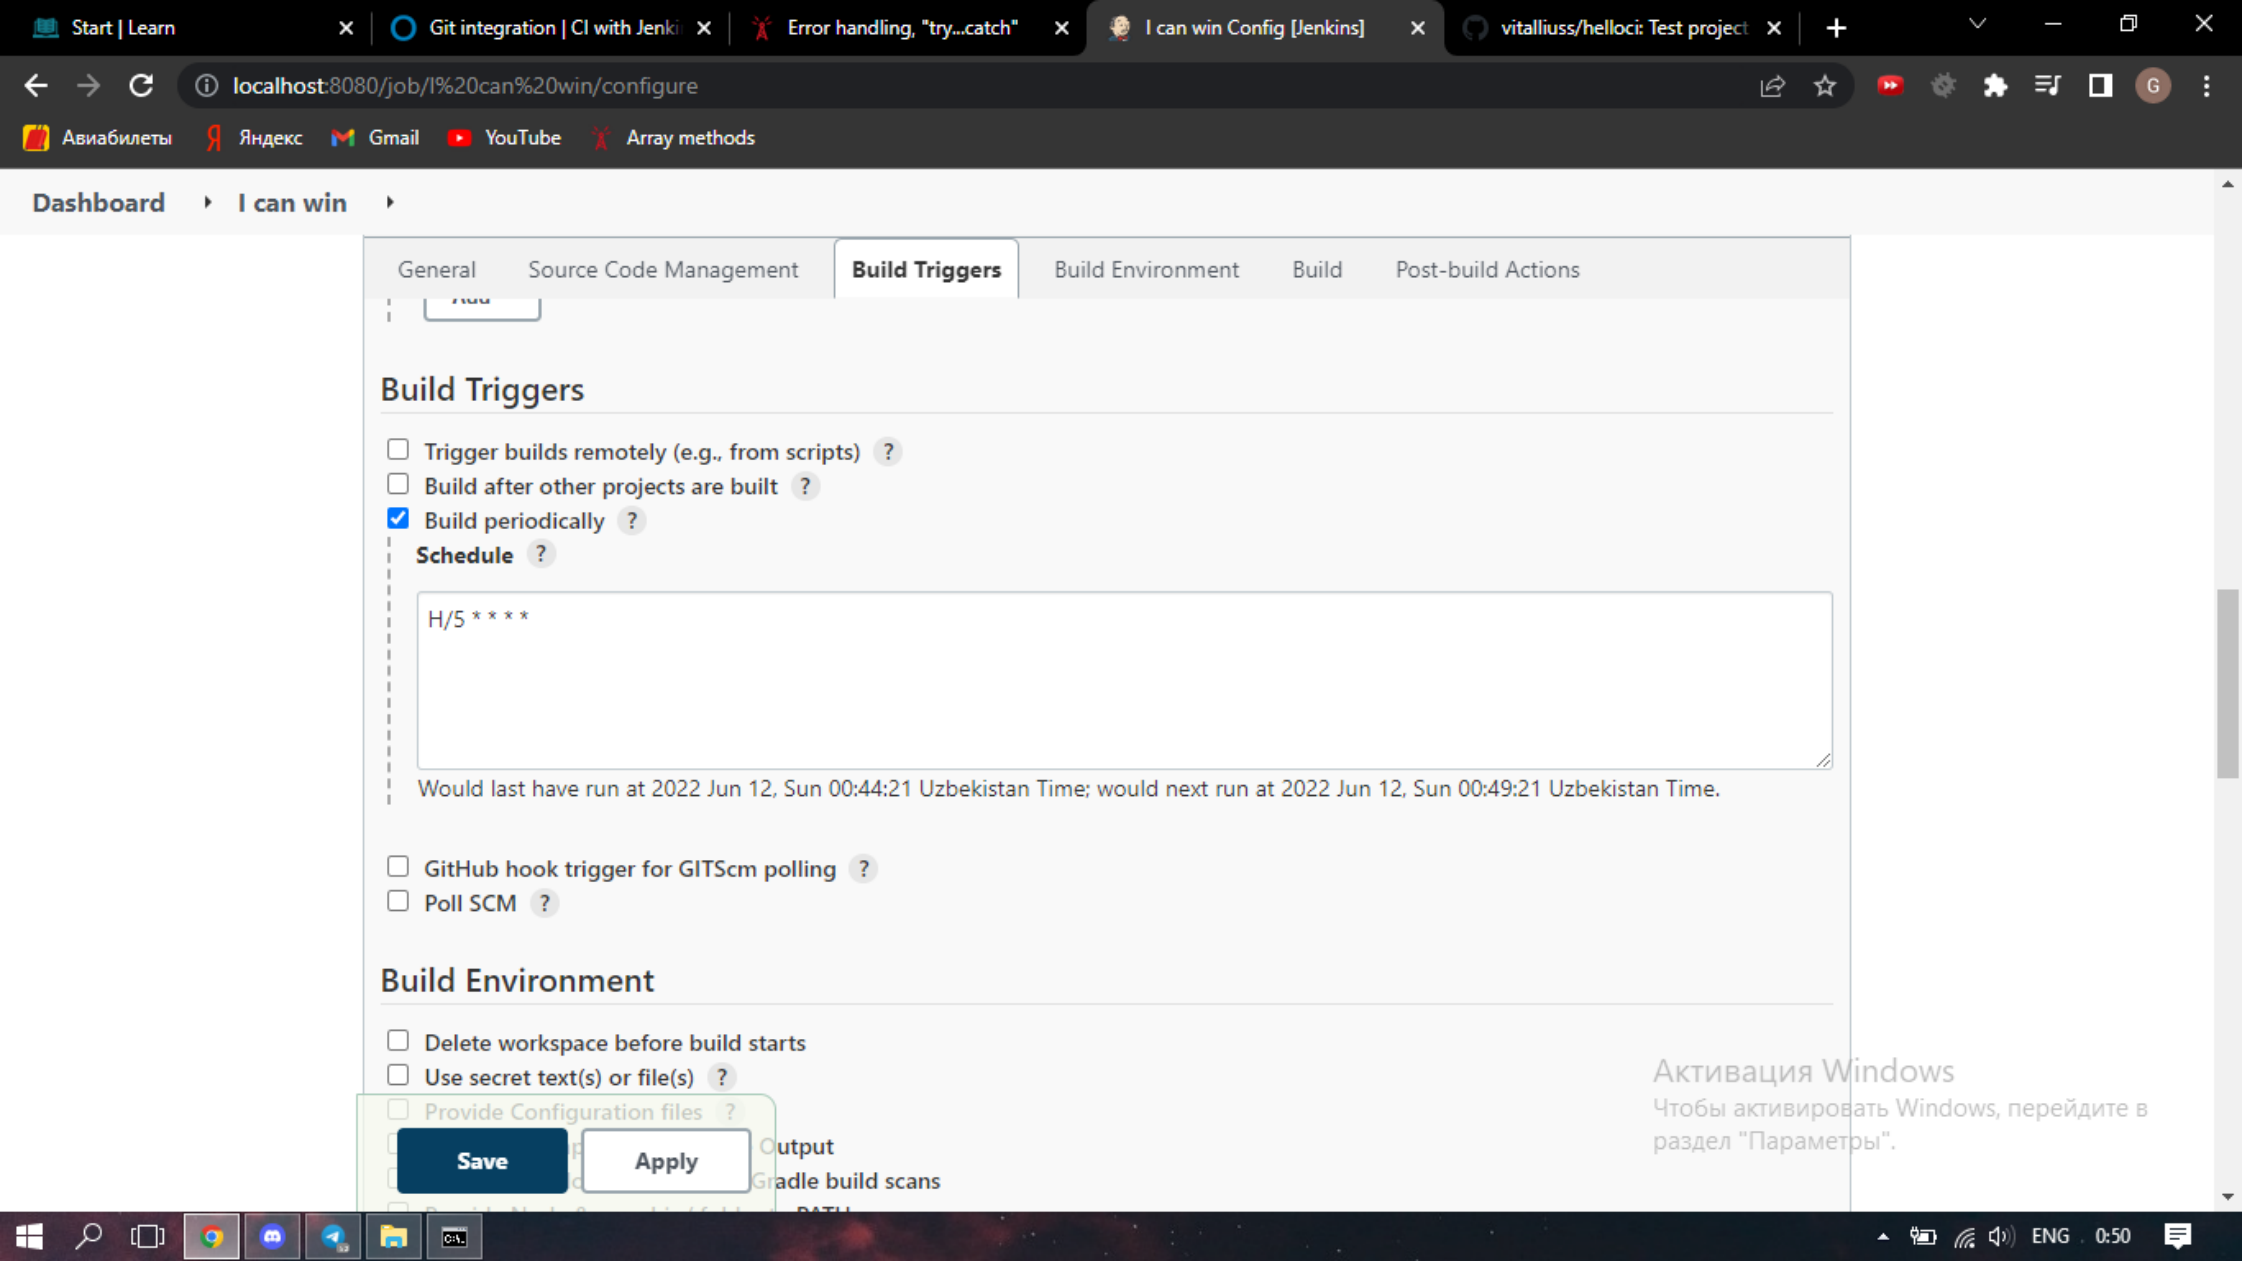 Start | Learn
Git integration | CI with Jenki
Error handling, "try...catch"
I can win Config [Jenkins]
vitalliuss/helloci: Test project
localhost:8080/job/I%20can%20win/configure
G
Авиабилеты
Яндекс
Gmail
YouTube
Array methods
Dashboard
I can win
General
Source Code Management
Build Triggers
Build Environment
Build
Post-build Actions
Add
Build Triggers
Trigger builds remotely (e.g., from scripts) ?
Build after other projects are built ?
Build periodically ?
Schedule ?
H/5 * * * *
Would last have run at 2022 Jun 12, Sun 00:44:21 Uzbekistan Time; would next run at 2022 Jun 12, Sun 00:49:21 Uzbekistan Time.
GitHub hook trigger for GITScm polling ?
Poll SCM ?
Build Environment
Delete workspace before build starts
Use secret text(s) or file(s) ?
Provide Configuration files ?
Output
Gradle build scans
PATH
Save
Apply
Активация Windows
Чтобы активировать Windows, перейдите в
раздел "Параметры".
ENG
0:50